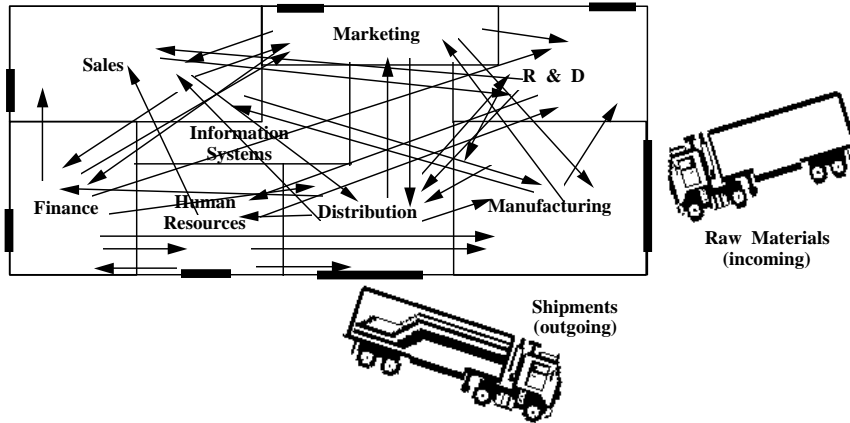 Marketing
Sales
R & D
Information
Systems
Finance
Human
Resources
Distribution
Manufacturing
Raw Materials
(incoming)
Shipments
(outgoing)